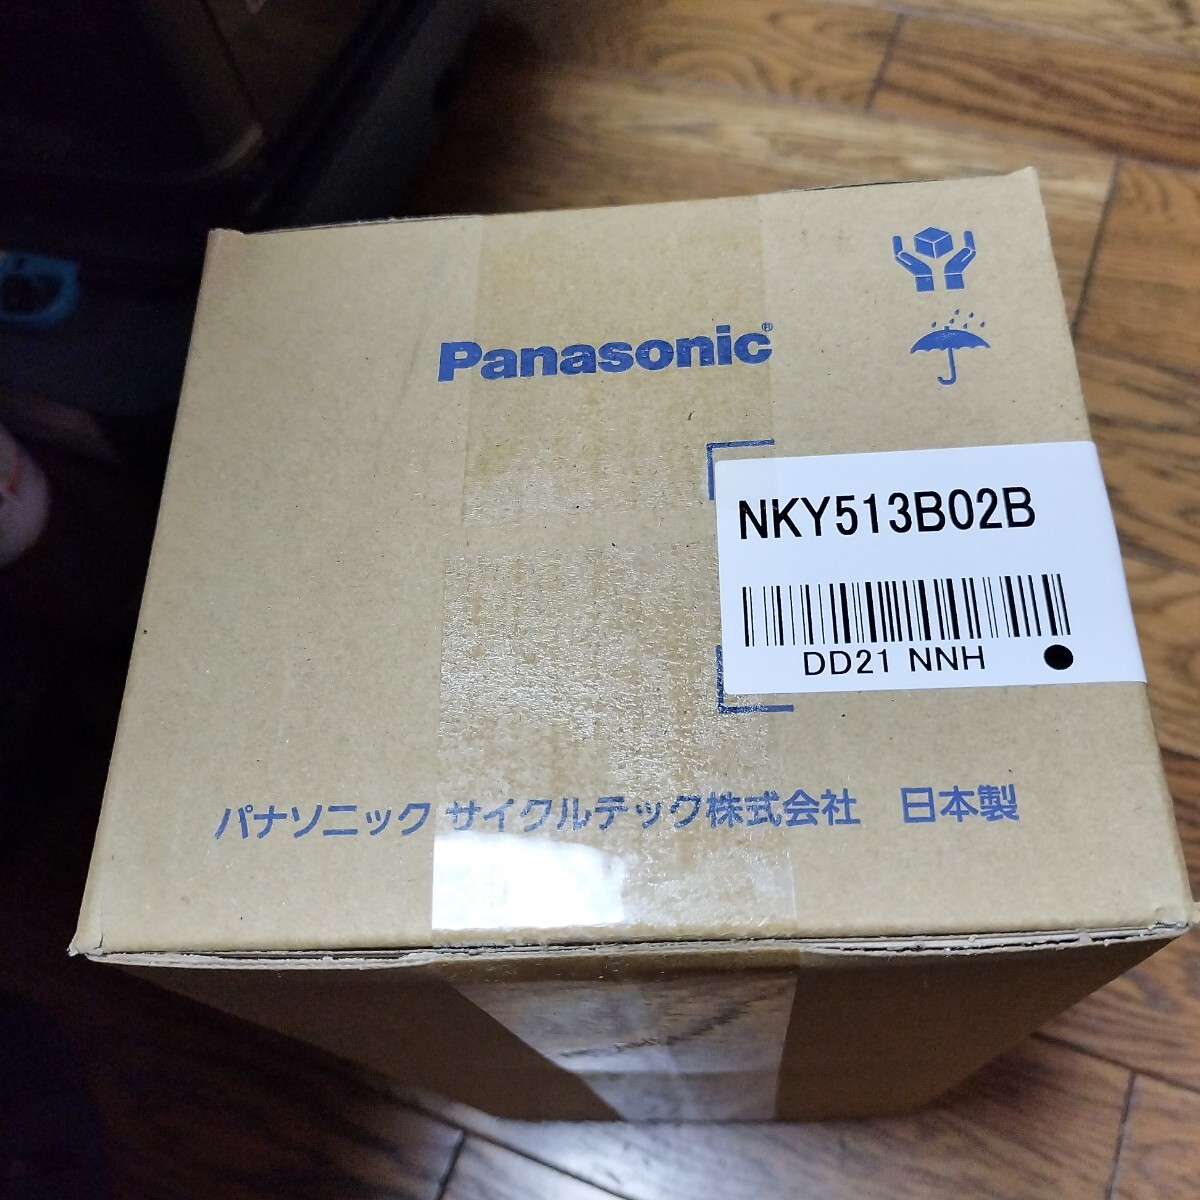 Panasonic®
NKY513B02B
DD21 NNH
パナソニック サイクルテック株式会社 日本製